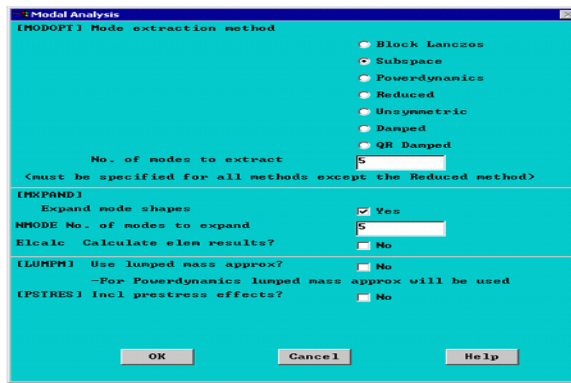 Modal Analysis
[MODOPT] Mode extraction method
Block Lanczos
Subspace
Powerdynamics
Reduced
Unsymmetric
Damped
QR Damped
No. of modes to extract 5
(must be specified for all methods except the Reduced method)
[MXPAND]
Expand mode shapes Yes
NMODE No. of modes to expand 5
Elcalc Calculate elem results? No
[LUMPM] Use lumped mass approx? No
-For Powerdynamics lumped mass approx will be used
[PSTRES] Incl prestress effects? No
OK Cancel Help